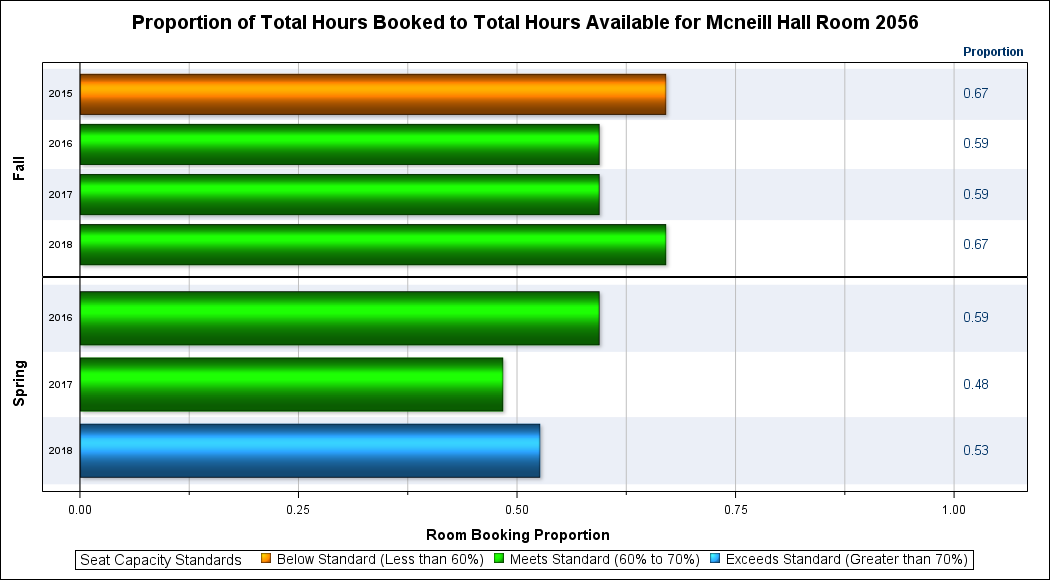 Proportion of Total Hours Booked to Total Hours Available for Mcneill Hall Room 2056
Proportion
Fall
2015 0.67
2016 0.59
2017 0.59
2018 0.67
Spring
2016 0.59
2017 0.48
2018 0.53
0.00 0.25 0.50 0.75 1.00
Room Booking Proportion
Seat Capacity Standards Below Standard (Less than 60%) Meets Standard (60% to 70%) Exceeds Standard (Greater than 70%)